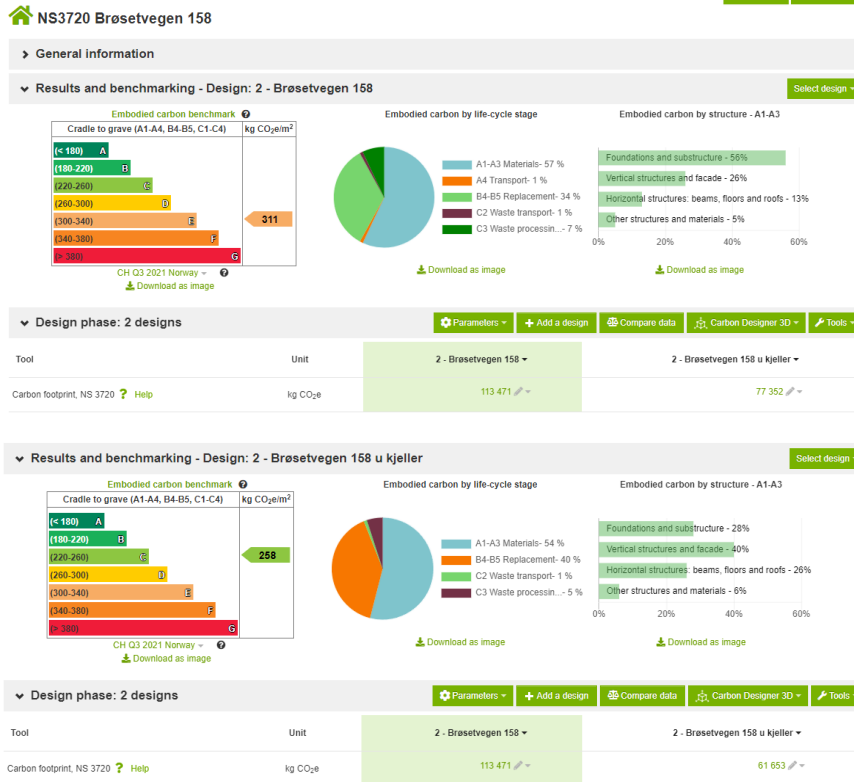 NS3720 Brøsetvegen 158
General information
Results and benchmarking - Design: 2 - Brøsetvegen 158
Select design
Embodied carbon benchmark ?
Cradle to grave (A1-A4, B4-B5, C1-C4) kg CO₂e/m²
(< 180) A
(180-220) B
(220-260) C
(260-300) D
(300-340) E
(340-380) F
(> 380) G
311
CH Q3 2021 Norway ?
Download as image
Embodied carbon by life-cycle stage
A1-A3 Materials- 57 %
A4 Transport- 1 %
B4-B5 Replacement- 34 %
C2 Waste transport- 1 %
C3 Waste processin...- 7 %
Download as image
Embodied carbon by structure - A1-A3
Foundations and substructure - 56%
Vertical structures and facade - 26%
Horizontal structures: beams, floors and roofs - 13%
Other structures and materials - 5%
0% 20% 40% 60%
Download as image
Design phase: 2 designs
Parameters + Add a design Compare data Carbon Designer 3D Tools
Tool Unit 2 - Brøsetvegen 158 2 - Brøsetvegen 158 u kjeller
Carbon footprint, NS 3720 ? Help kg CO₂e 113 471 77 352
Results and benchmarking - Design: 2 - Brøsetvegen 158 u kjeller
Select design
Embodied carbon benchmark ?
Cradle to grave (A1-A4, B4-B5, C1-C4) kg CO₂e/m²
(< 180) A
(180-220) B
(220-260) C
(260-300) D
(300-340) E
(340-380) F
(> 380) G
258
CH Q3 2021 Norway ?
Download as image
Embodied carbon by life-cycle stage
A1-A3 Materials- 54 %
B4-B5 Replacement- 40 %
C2 Waste transport- 1 %
C3 Waste processin...- 5 %
Download as image
Embodied carbon by structure - A1-A3
Foundations and substructure - 28%
Vertical structures and facade - 40%
Horizontal structures: beams, floors and roofs - 26%
Other structures and materials - 6%
0% 20% 40% 60%
Download as image
Design phase: 2 designs
Parameters + Add a design Compare data Carbon Designer 3D Tools
Tool Unit 2 - Brøsetvegen 158 2 - Brøsetvegen 158 u kjeller
Carbon footprint, NS 3720 ? Help kg CO₂e 113 471 61 653